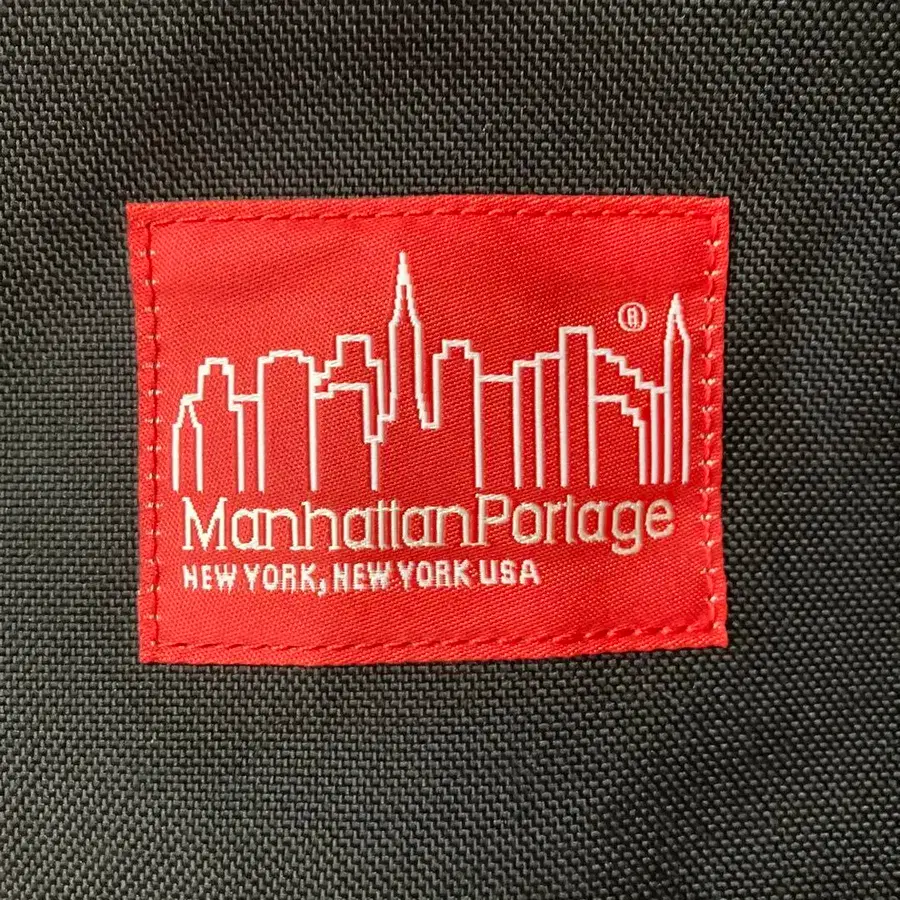 ®
ManhattanPortage
NEW YORK, NEW YORK USA